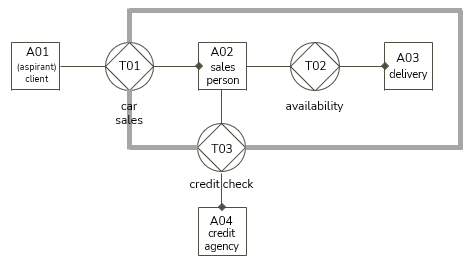 A01
(aspirant)
client
T01
car
sales
A02
sales
person
T02
availability
A03
delivery
T03
credit check
A04
credit
agency